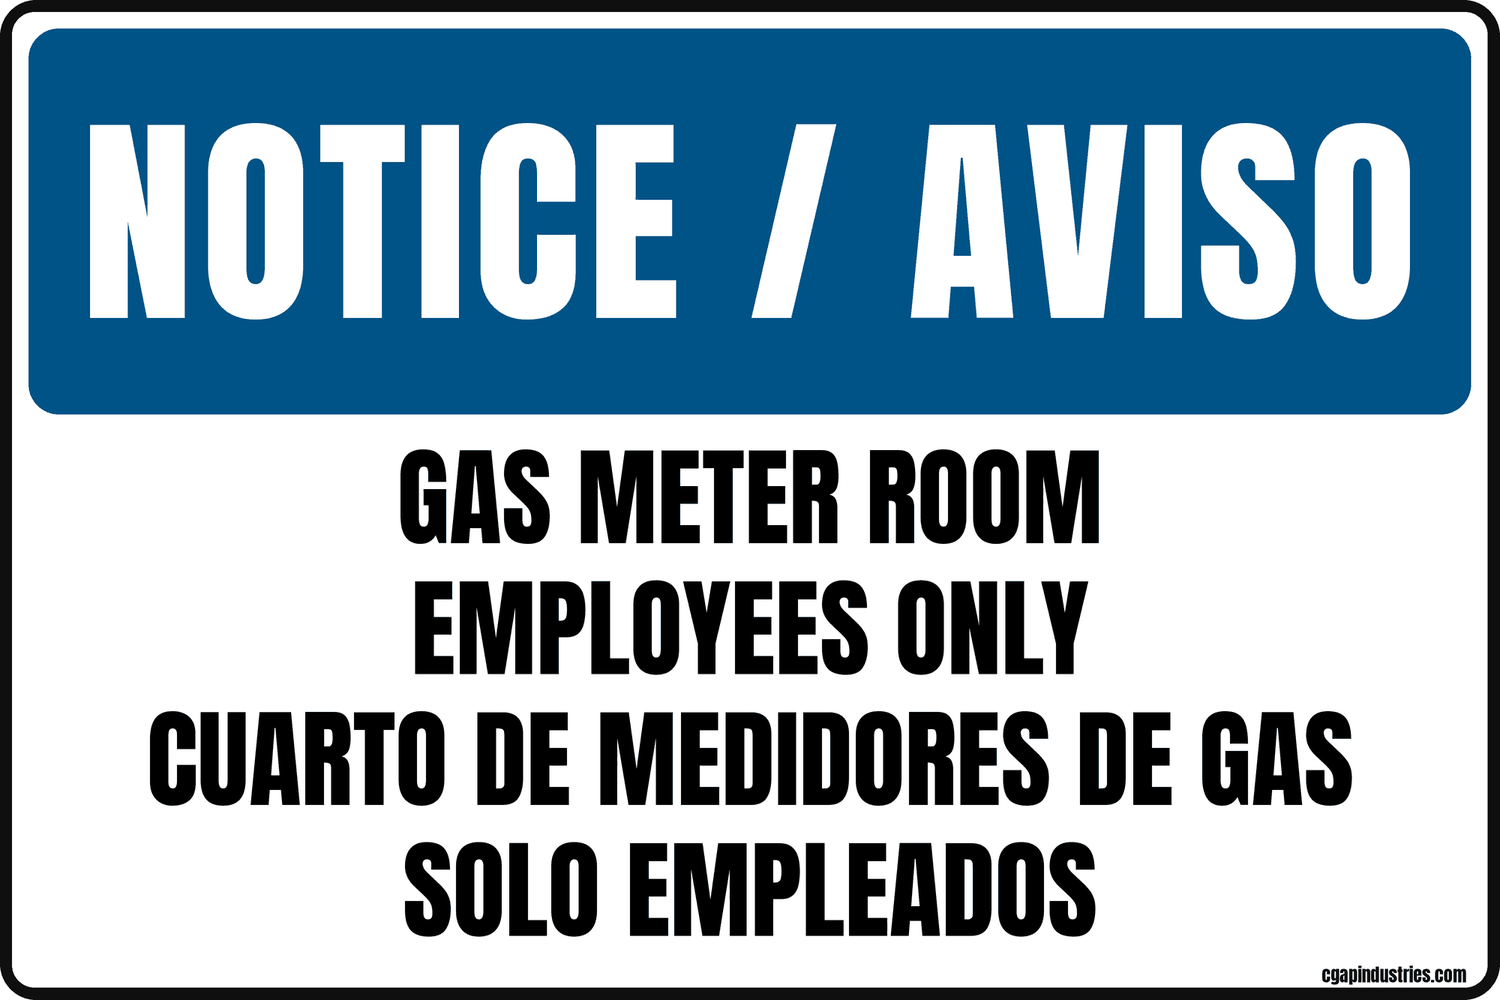 NOTICE / AVISO
GAS METER ROOM
EMPLOYEES ONLY
CUARTO DE MEDIDORES DE GAS
SOLO EMPLEADOS
cgapindustries.com